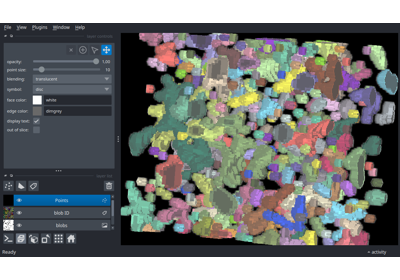 File View Plugins Window Help
opacity: 1.00
point size: 10
blending: translucent
symbol: disc
face color: white
edge color: dimgrey
display text:
out of slice:
Points
blob ID
blobs
Ready
activity